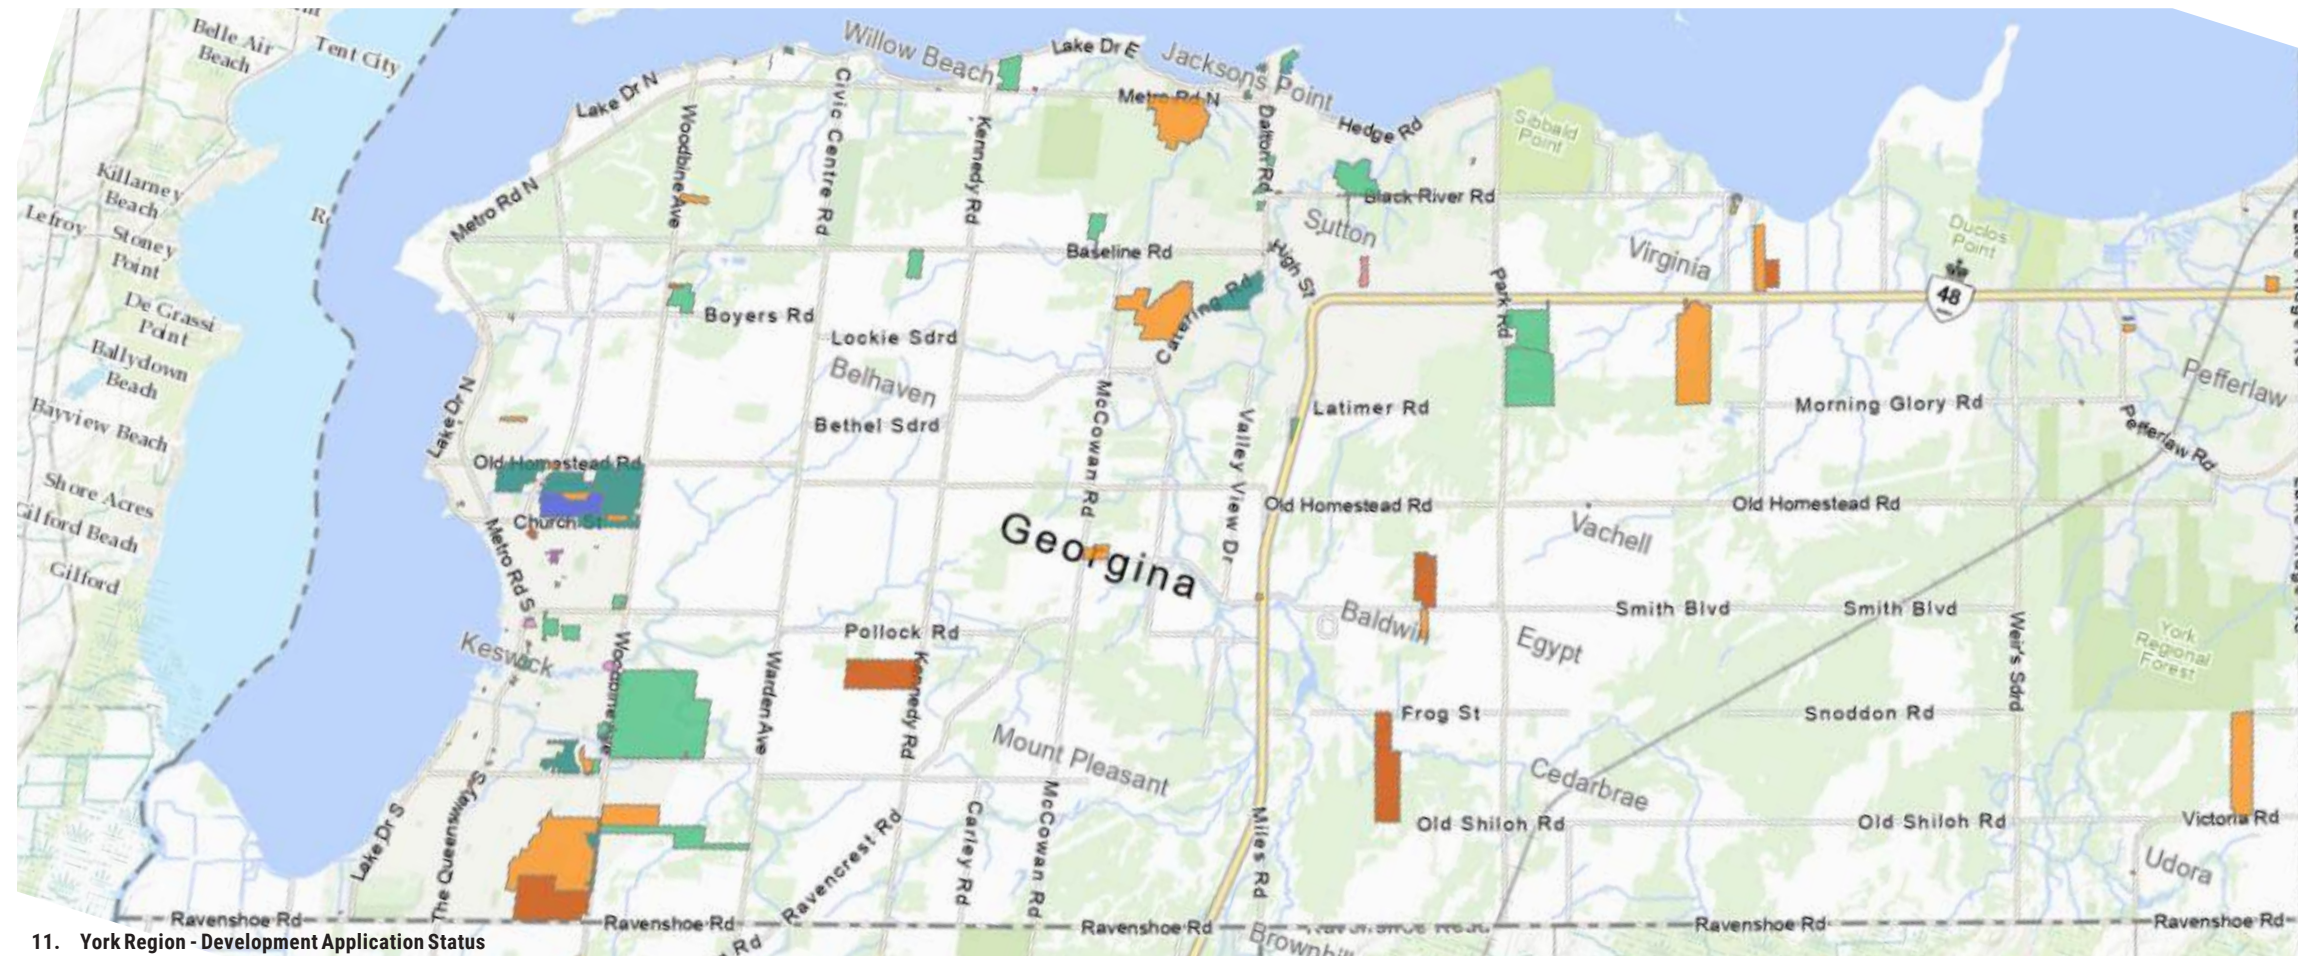 Belle Air
Beach
Tent City
Willow Beach
Lake Dr E
Jacksons Point
Lake Dr N
Metro Rd N
Woodbine Ave
Civic Centre Rd
Kennedy Rd
Dalton Rd
Hedge Rd
Sibbald
Point
Killarney
Beach
Lefroy
Stoney
Point
Metro Rd N
Black River Rd
Sutton
Baseline Rd
High St
Virginia
Duclos
Point
De Grassi
Point
Boyers Rd
Lockie Sdrd
Catering Rd
Park Rd
48
Ballydown
Beach
Belhaven
Lake Dr N
McCowan Rd
Latimer Rd
Morning Glory Rd
Pefferlaw
Bayview Beach
Bethel Sdrd
Valley View Dr
Pefferlaw Rd
Old Homestead Rd
Shore Acres
Gilford Beach
Church St
Old Homestead Rd
Old Homestead Rd
Georgina
Vachell
Gilford
Metro Rd S
Baldwin
Smith Blvd
Smith Blvd
Pollock Rd
Egypt
Weir's Sdrd
York
Regional
Forest
Keswick
Woodbine Ave
Warden Ave
Kennedy Rd
Frog St
Snoddon Rd
Mount Pleasant
Cedarbrae
Lake Dr S
The Queensway S
Ravencrest Rd
Carley Rd
McCowan Rd
Miles Rd
Old Shiloh Rd
Old Shiloh Rd
Victoria Rd
Udora
Ravenshoe Rd
Ravenshoe Rd
Ravenshoe Rd
Ravenshoe Rd
Ravenshoe Rd
11. York Region - Development Application Status
Rd